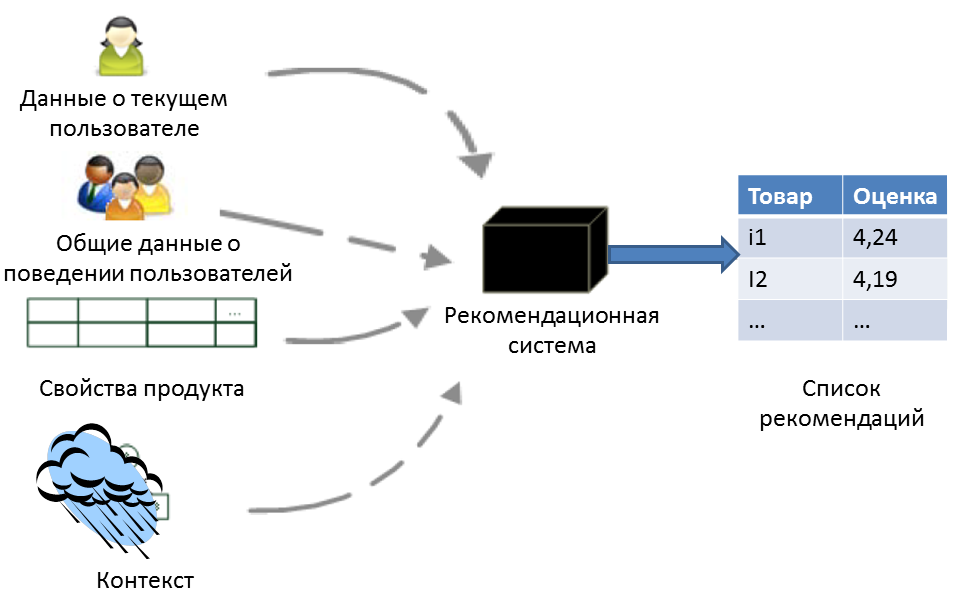 Данные о текущем
пользователе
Общие данные о
поведении пользователей
...
Свойства продукта
Контекст
Рекомендационная
система
Товар Оценка
i1 4,24
I2 4,19
... ...
Список
рекомендаций